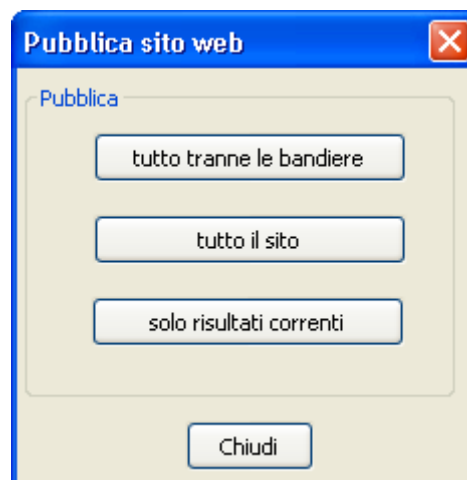 Pubblica sito web
Pubblica
tutto tranne le bandiere
tutto il sito
solo risultati correnti
Chiudi